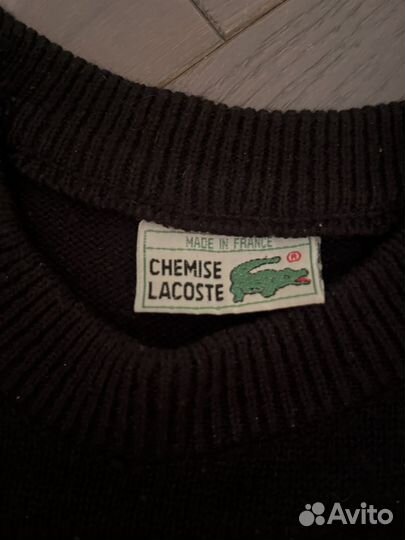 MADE IN FRANCE
CHEMISE
LACOSTE
®
Avito